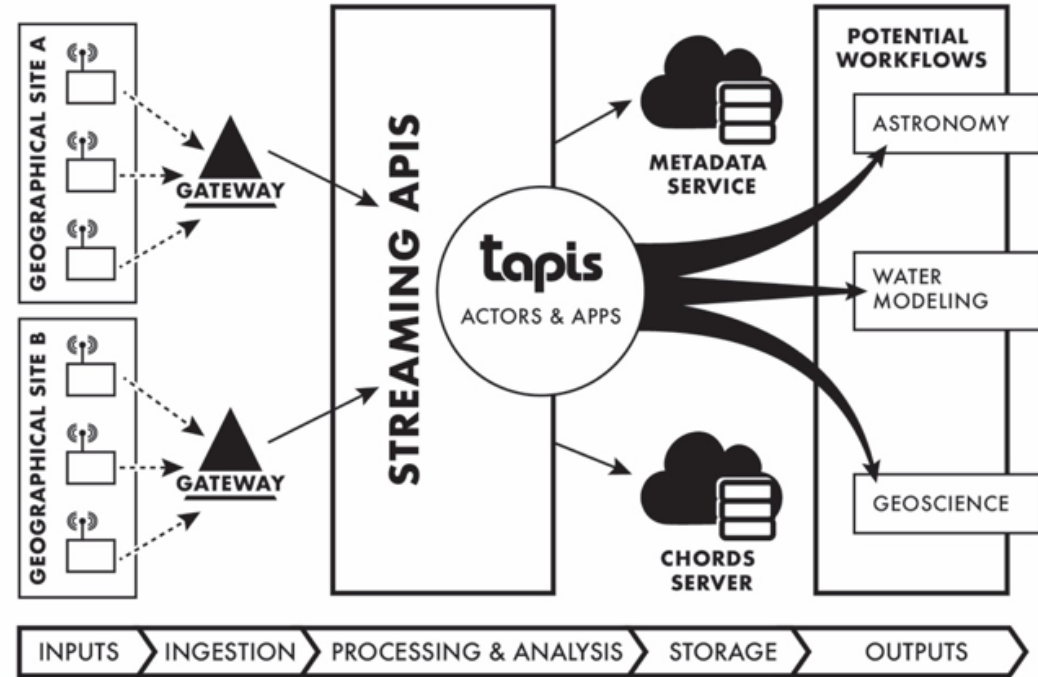 GEOGRAPHICAL SITE A
GATEWAY
GEOGRAPHICAL SITE B
GATEWAY
STREAMING APIS
tapis
ACTORS & APPS
METADATA
SERVICE
CHORDS
SERVER
POTENTIAL
WORKFLOWS
ASTRONOMY
WATER
MODELING
GEOSCIENCE
INPUTS
INGESTION
PROCESSING & ANALYSIS
STORAGE
OUTPUTS